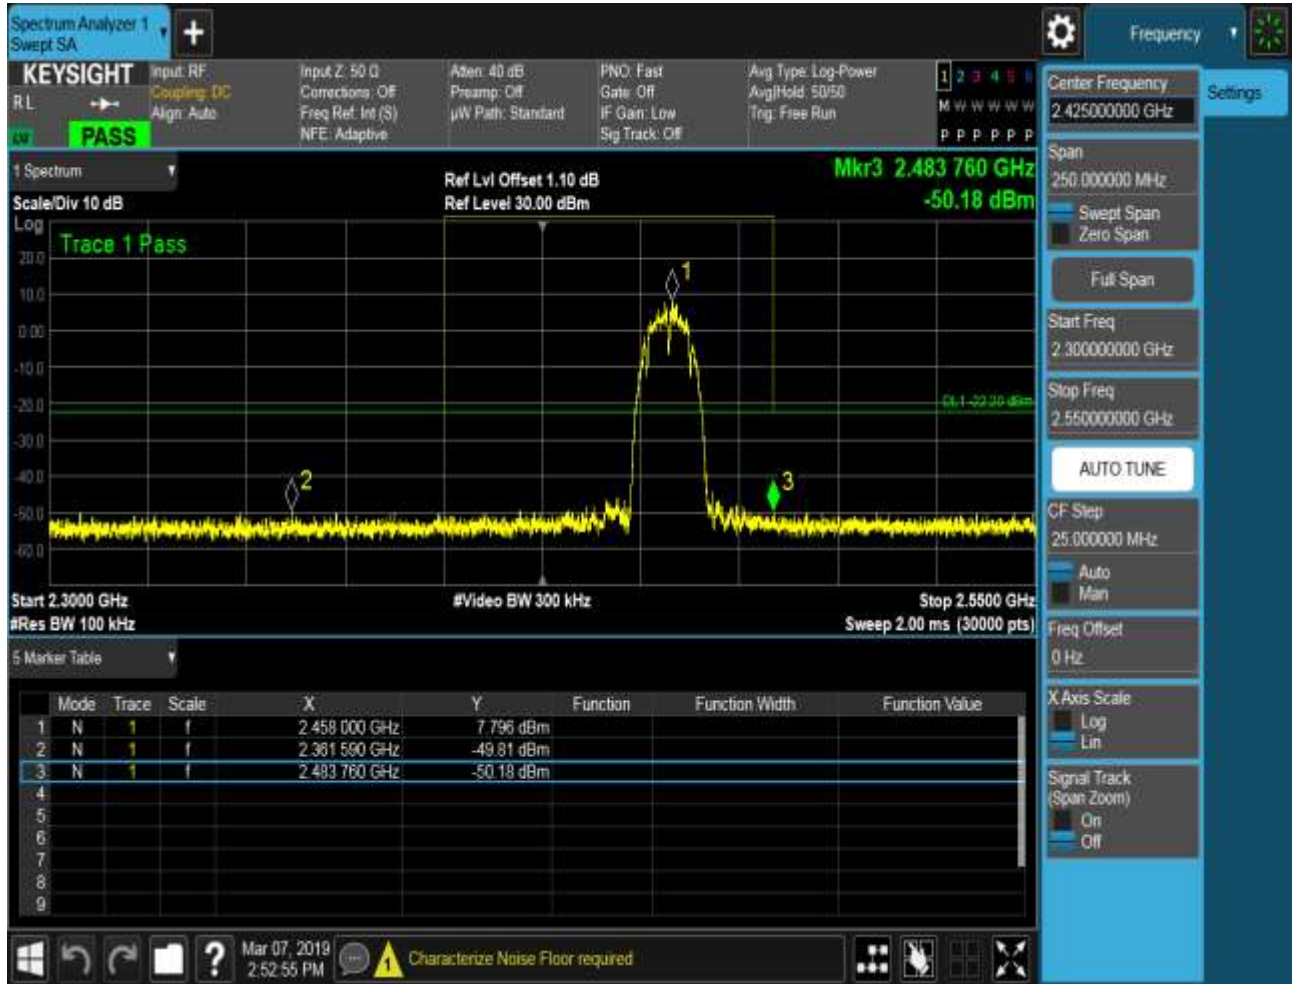 Spectrum Analyzer 1
Swept SA
Frequency
KEYSIGHT
RL
PASS
Input: RF
Coupling: DC
Align: Auto
Input Z: 50 Ω
Corrections: Off
Freq Ref: Int (S)
NFE: Adaptive
Atten: 40 dB
Preamp: Off
µW Path: Standard
PNO: Fast
Gate: Off
IF Gain: Low
Sig Track: Off
Avg Type: Log-Power
Avg|Hold: 50/50
Trig: Free Run
1 2 3 4 5 6
M W W W W W
P P P P P P
1 Spectrum
Scale/Div 10 dB
Ref Lvl Offset 1.10 dB
Ref Level 30.00 dBm
Mkr3 2.483 760 GHz
-50.18 dBm
Log
Trace 1 Pass
20.0
10.0
0.00
-10.0
-20.0
-30.0
-40.0
-50.0
-60.0
1
2
3
DL1 -22.20 dBm
Start 2.3000 GHz
#Res BW 100 kHz
#Video BW 300 kHz
Stop 2.5500 GHz
Sweep 2.00 ms (30000 pts)
5 Marker Table
Mode Trace Scale X Y Function Function Width Function Value
1 N 1 f 2.458 000 GHz 7.796 dBm
2 N 1 f 2.361 590 GHz -49.81 dBm
3 N 1 f 2.483 760 GHz -50.18 dBm
4
5
6
7
8
9
Mar 07, 2019
2:52:55 PM
1
Characterize Noise Floor required
Center Frequency
2.425000000 GHz
Settings
Span
250.000000 MHz
Swept Span
Zero Span
Full Span
Start Freq
2.300000000 GHz
Stop Freq
2.550000000 GHz
AUTO TUNE
CF Step
25.000000 MHz
Auto
Man
Freq Offset
0 Hz
X Axis Scale
Log
Lin
Signal Track
(Span Zoom)
On
Off